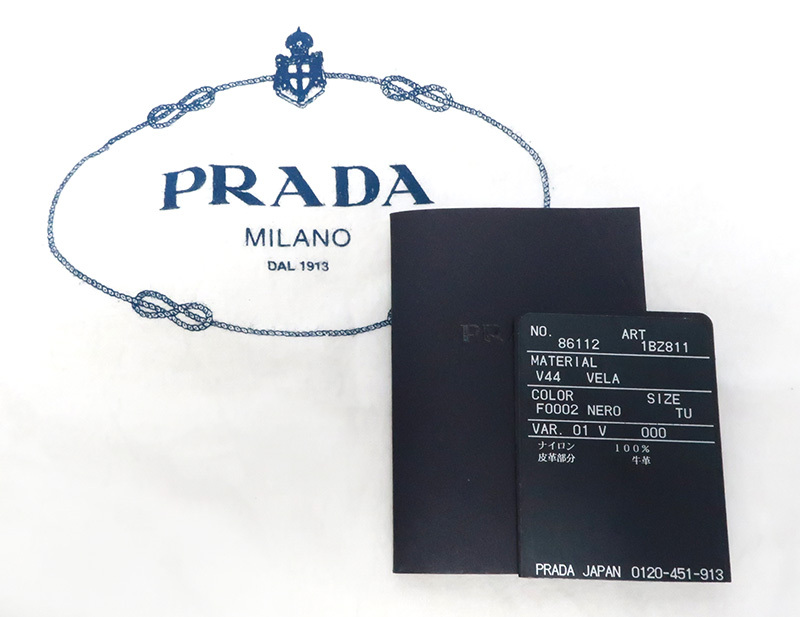 PRADA
MILANO
DAL 1913
PR
NO. ART
86112 1BZ811
MATERIAL
V44 VELA
COLOR SIZE
F0002 NERO TU
VAR. 01 V 000
ナイロン 100%
皮革部分 牛革
PRADA JAPAN 0120-451-913